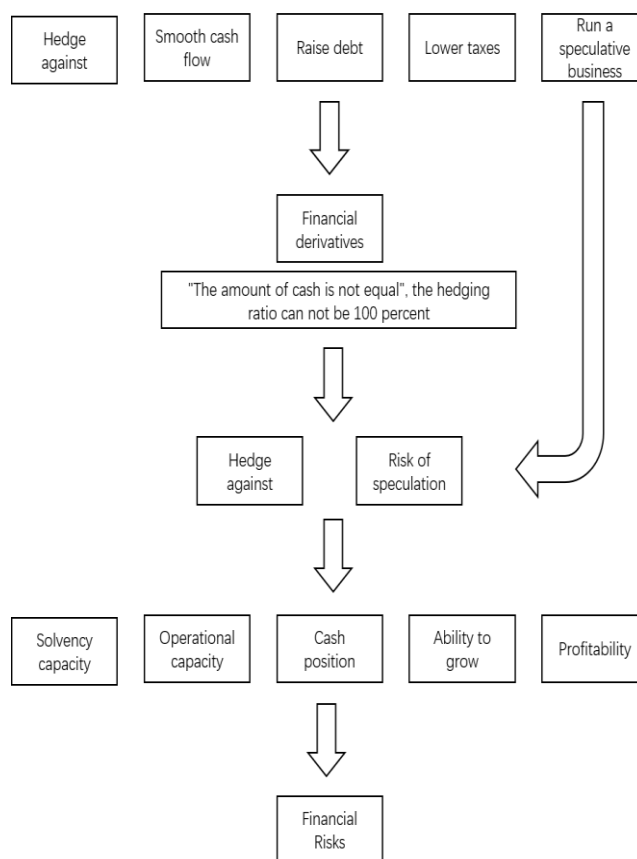 Hedge
against
Smooth cash
flow
Raise debt
Lower taxes
Run a
speculative
business
Financial
derivatives
"The amount of cash is not equal", the hedging
ratio can not be 100 percent
Hedge
against
Risk of
speculation
Solvency
capacity
Operational
capacity
Cash
position
Ability to
grow
Profitability
Financial
Risks